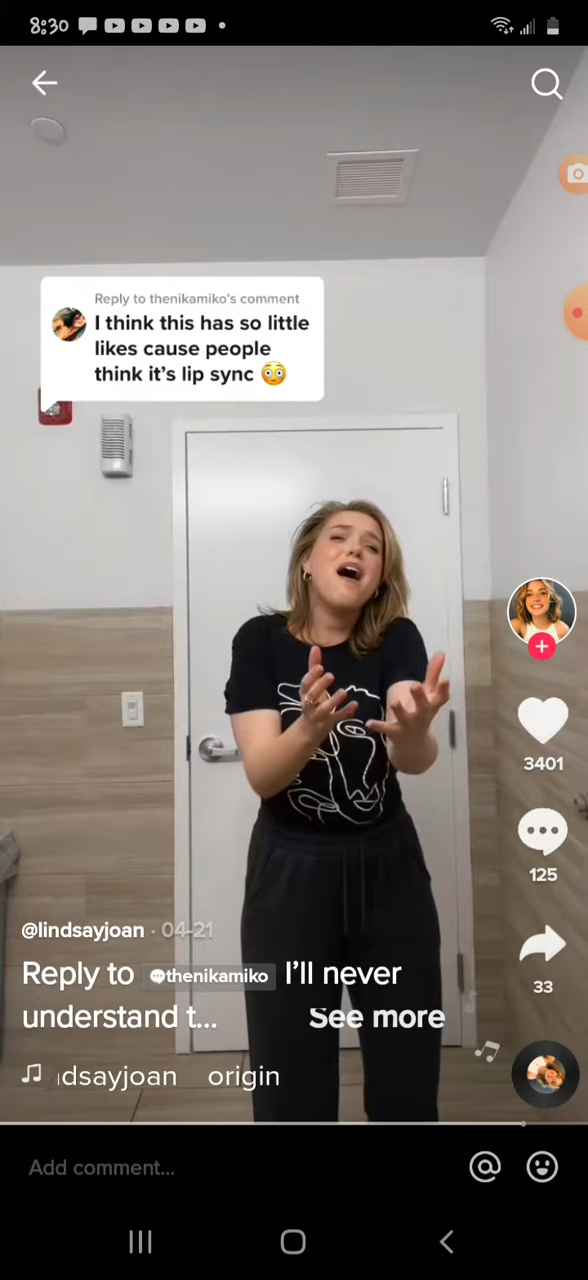 8:30
Reply to thenikamiko's comment
I think this has so little
likes cause people
think it's lip sync 😳
3401
125
33
@lindsayjoan · 04-21
Reply to 💬thenikamiko I'll never
understand t... See more
dsayjoan origin
Add comment...